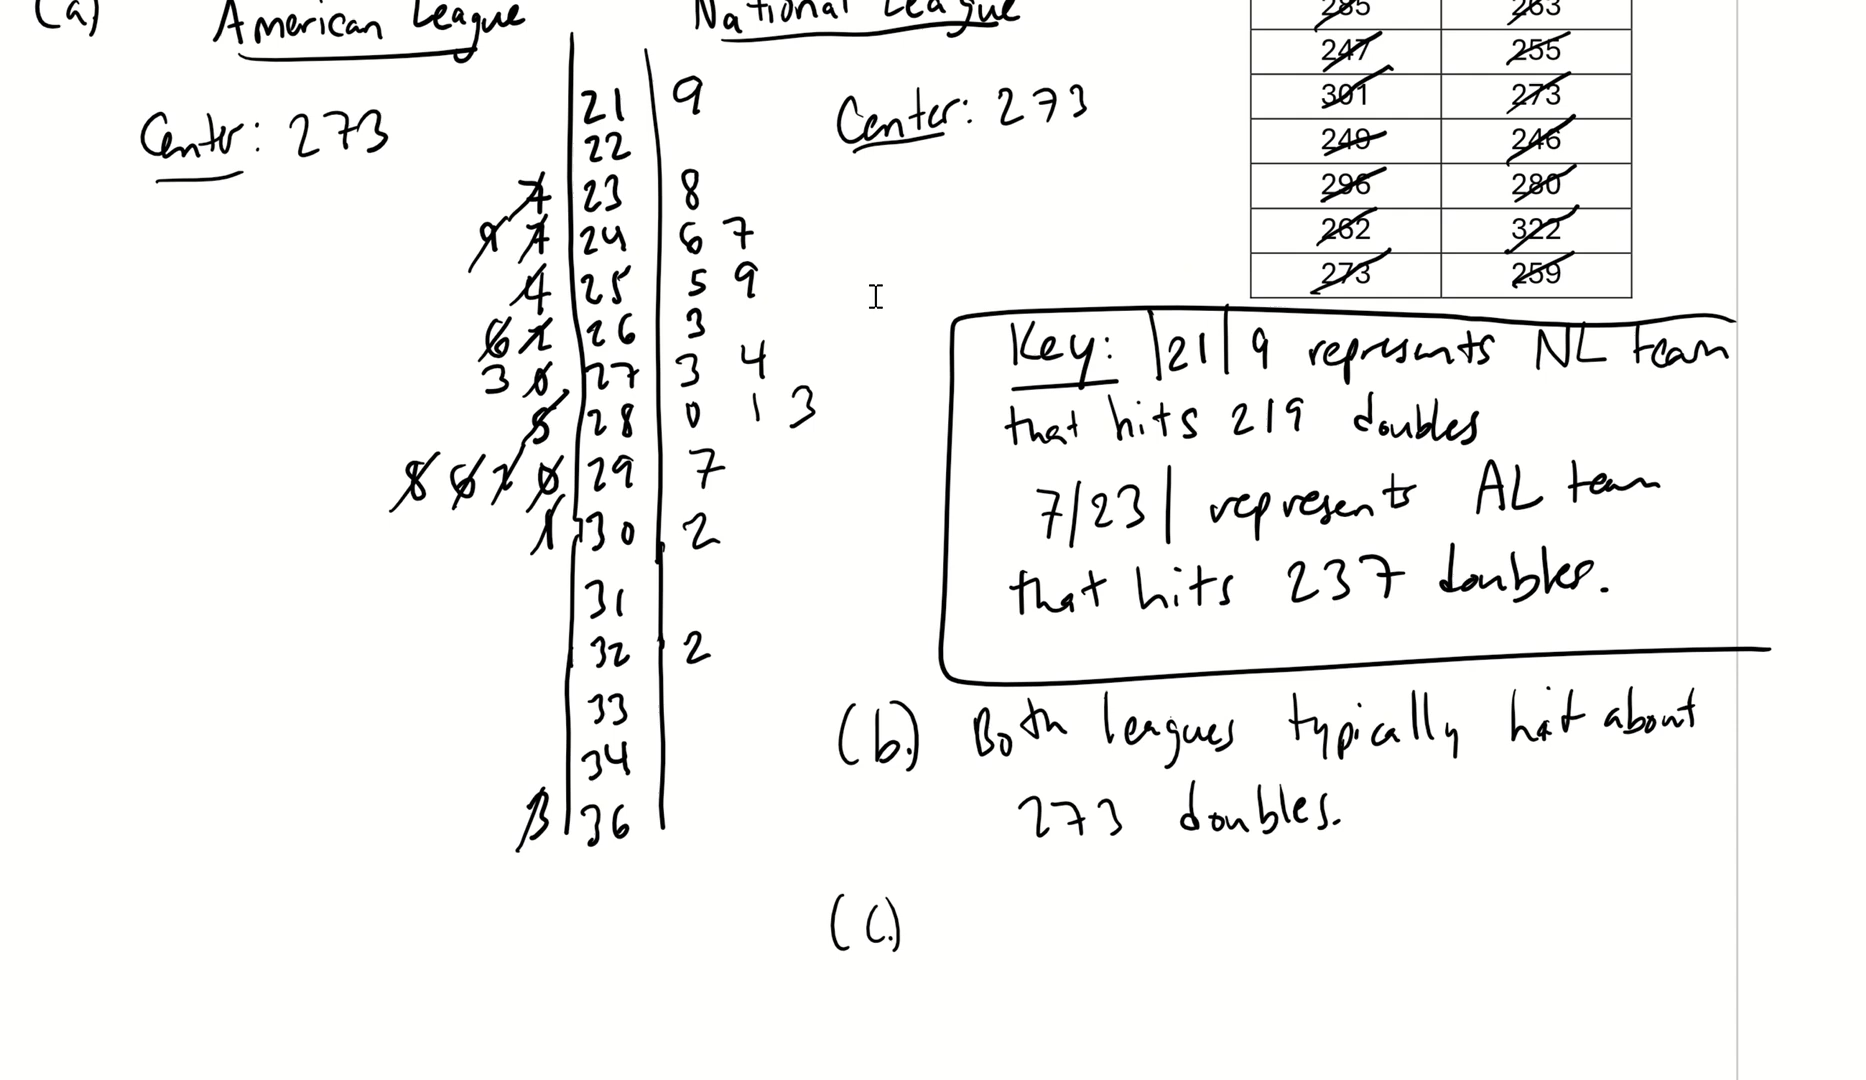 (a)
American League
National League
Center: 273
Center: 273
21 | 9
22
7 | 23 | 8
9 7 | 24 | 6 7
4 | 25 | 5 9
6 2 | 26 | 3
3 0 | 27 | 3 4
5 | 28 | 0 1 3
8 6 2 0 | 29 | 7
1 | 30 | 2
31
32 | 2
33
34
3 | 36
285 263
247 255
301 273
249 246
296 280
262 322
273 259
Key: |21|9 represents NL team
that hits 219 doubles
7/23| represents AL team
that hits 237 doubles.
(b.) Both leagues typically hit about
273 doubles.
(c.)